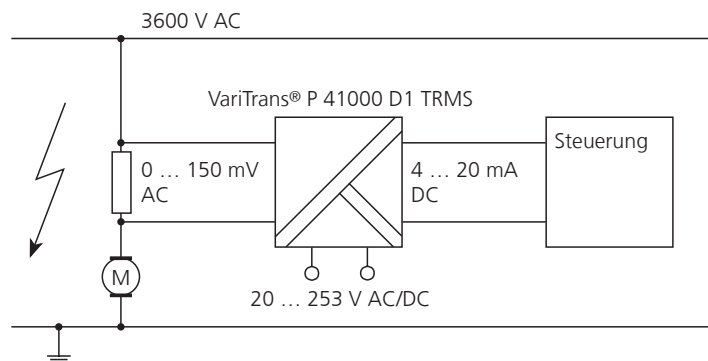 3600 V AC
VariTrans® P 41000 D1 TRMS
Steuerung
0 … 150 mV
AC
4 … 20 mA
DC
M
20 … 253 V AC/DC